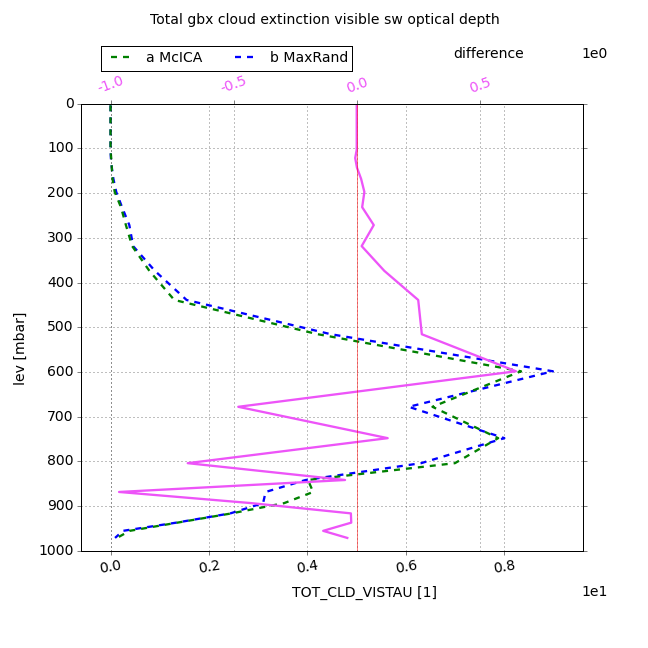 Total gbx cloud extinction visible sw optical depth
a McICA b MaxRand difference 1e0
-1.0 -0.5 0.0 0.5
0
100
200
300
400
500
600
700
800
900
1000
lev [mbar]
0.0 0.2 0.4 0.6 0.8
TOT_CLD_VISTAU [1] 1e1